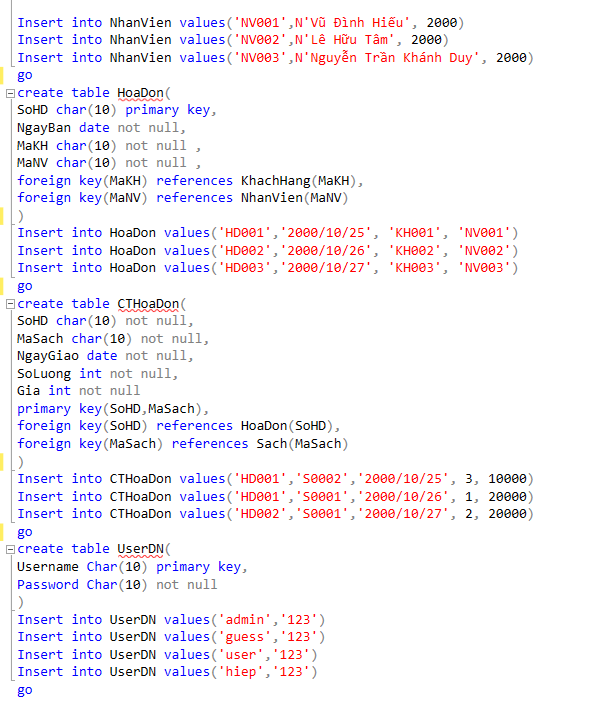 Insert into NhanVien values('NV001',N'Vũ Đình Hiếu', 2000)
Insert into NhanVien values('NV002',N'Lê Hữu Tâm', 2000)
Insert into NhanVien values('NV003',N'Nguyễn Trần Khánh Duy', 2000)
go
create table HoaDon(
SoHD char(10) primary key,
NgayBan date not null,
MaKH char(10) not null ,
MaNV char(10) not null ,
foreign key(MaKH) references KhachHang(MaKH),
foreign key(MaNV) references NhanVien(MaNV)
)
Insert into HoaDon values('HD001','2000/10/25', 'KH001', 'NV001')
Insert into HoaDon values('HD002','2000/10/26', 'KH002', 'NV002')
Insert into HoaDon values('HD003','2000/10/27', 'KH003', 'NV003')
go
create table CTHoaDon(
SoHD char(10) not null,
MaSach char(10) not null,
NgayGiao date not null,
SoLuong int not null,
Gia int not null
primary key(SoHD,MaSach),
foreign key(SoHD) references HoaDon(SoHD),
foreign key(MaSach) references Sach(MaSach)
)
Insert into CTHoaDon values('HD001','S0002','2000/10/25', 3, 10000)
Insert into CTHoaDon values('HD001','S0001','2000/10/26', 1, 20000)
Insert into CTHoaDon values('HD002','S0001','2000/10/27', 2, 20000)
go
create table UserDN(
Username Char(10) primary key,
Password Char(10) not null
)
Insert into UserDN values('admin','123')
Insert into UserDN values('guess','123')
Insert into UserDN values('user','123')
Insert into UserDN values('hiep','123')
go